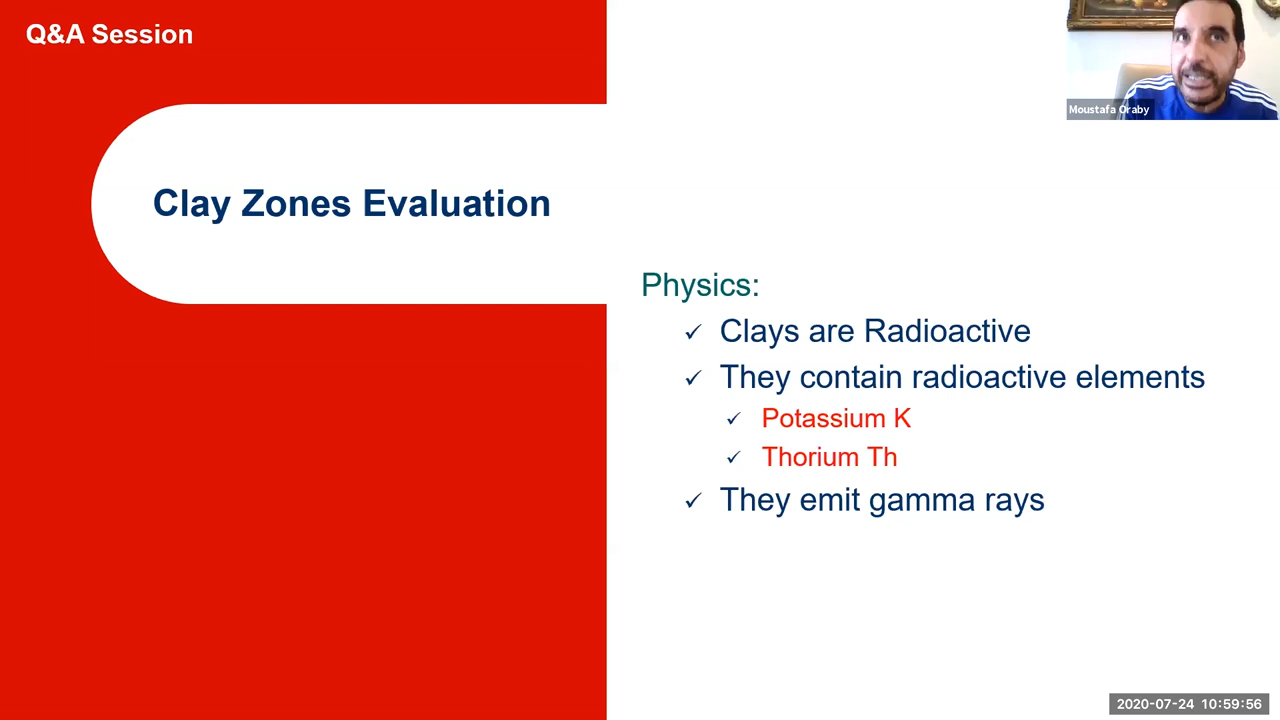 Q&A Session
Moustafa Oraby
Clay Zones Evaluation
Physics:
✓ Clays are Radioactive
✓ They contain radioactive elements
✓ Potassium K
✓ Thorium Th
✓ They emit gamma rays
2020-07-24 10:59:56